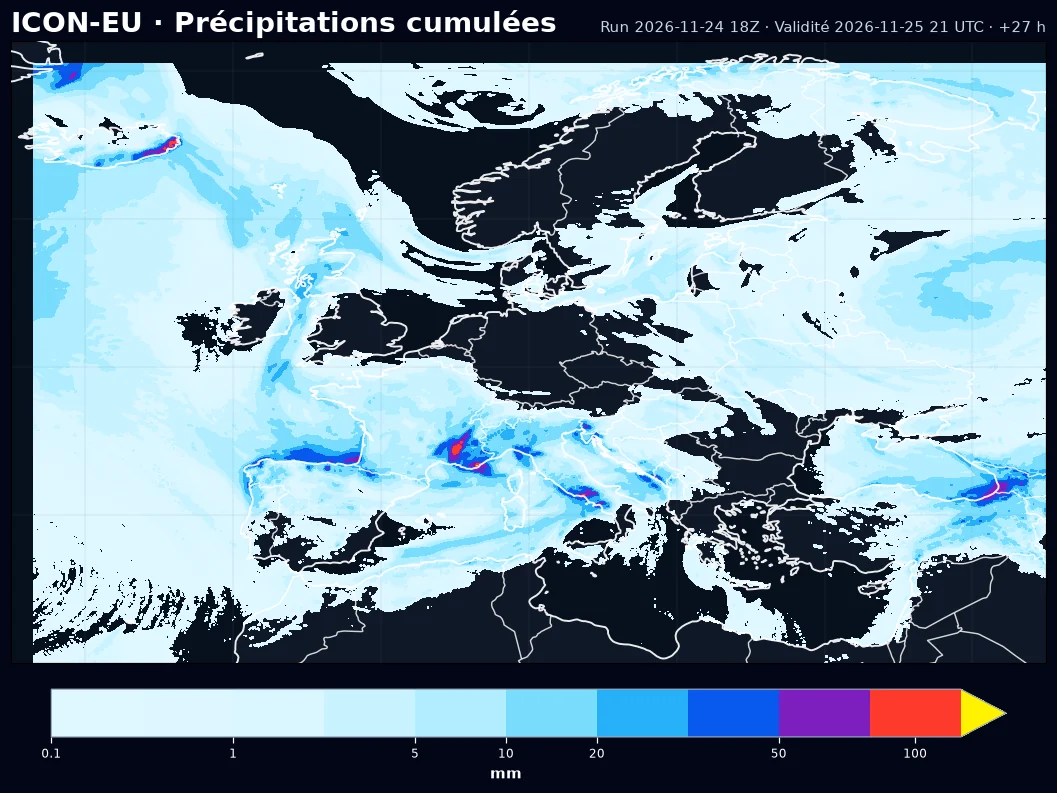 ICON-EU · Précipitations cumulées
Run 2026-11-24 18Z · Validité 2026-11-25 21 UTC · +27 h
0.1 1 5 10 20 50 100
mm